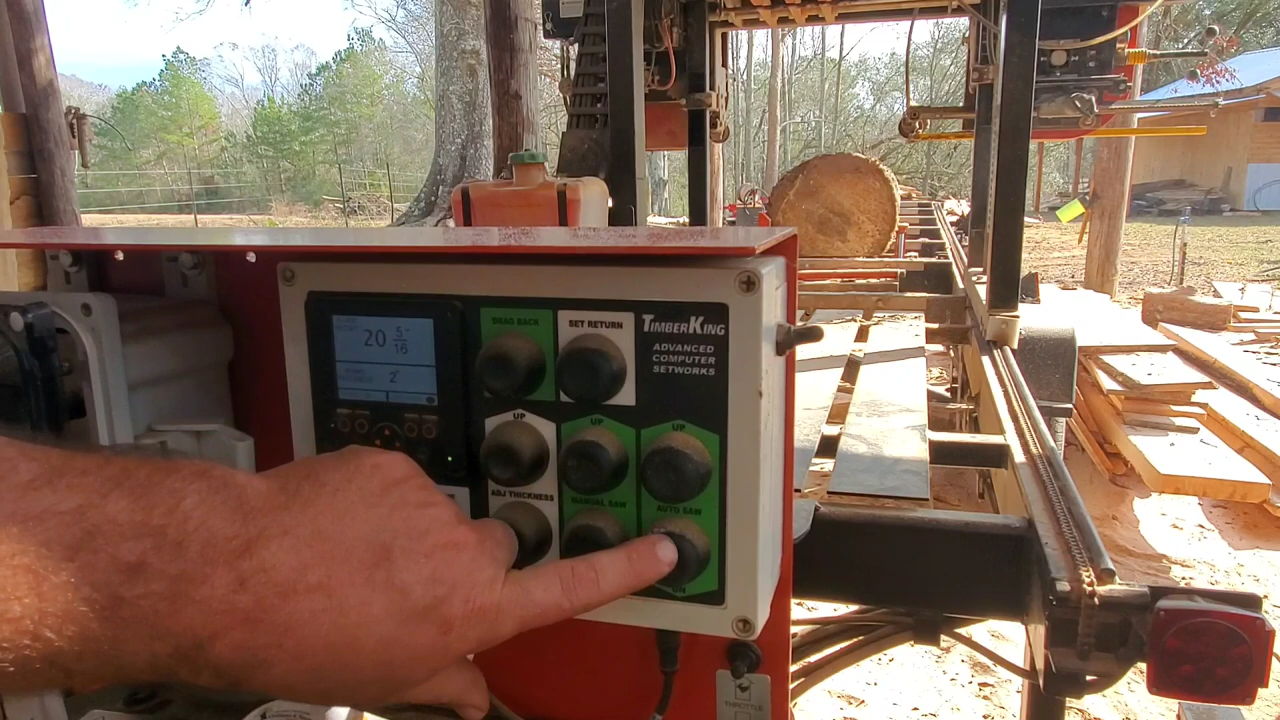 20 5/16
2"
DRAG BACK
SET RETURN
TIMBERKING
ADVANCED
COMPUTER
SETWORKS
UP
UP
UP
ADJ THICKNESS
MANUAL SAW
AUTO SAW
THROTTLE